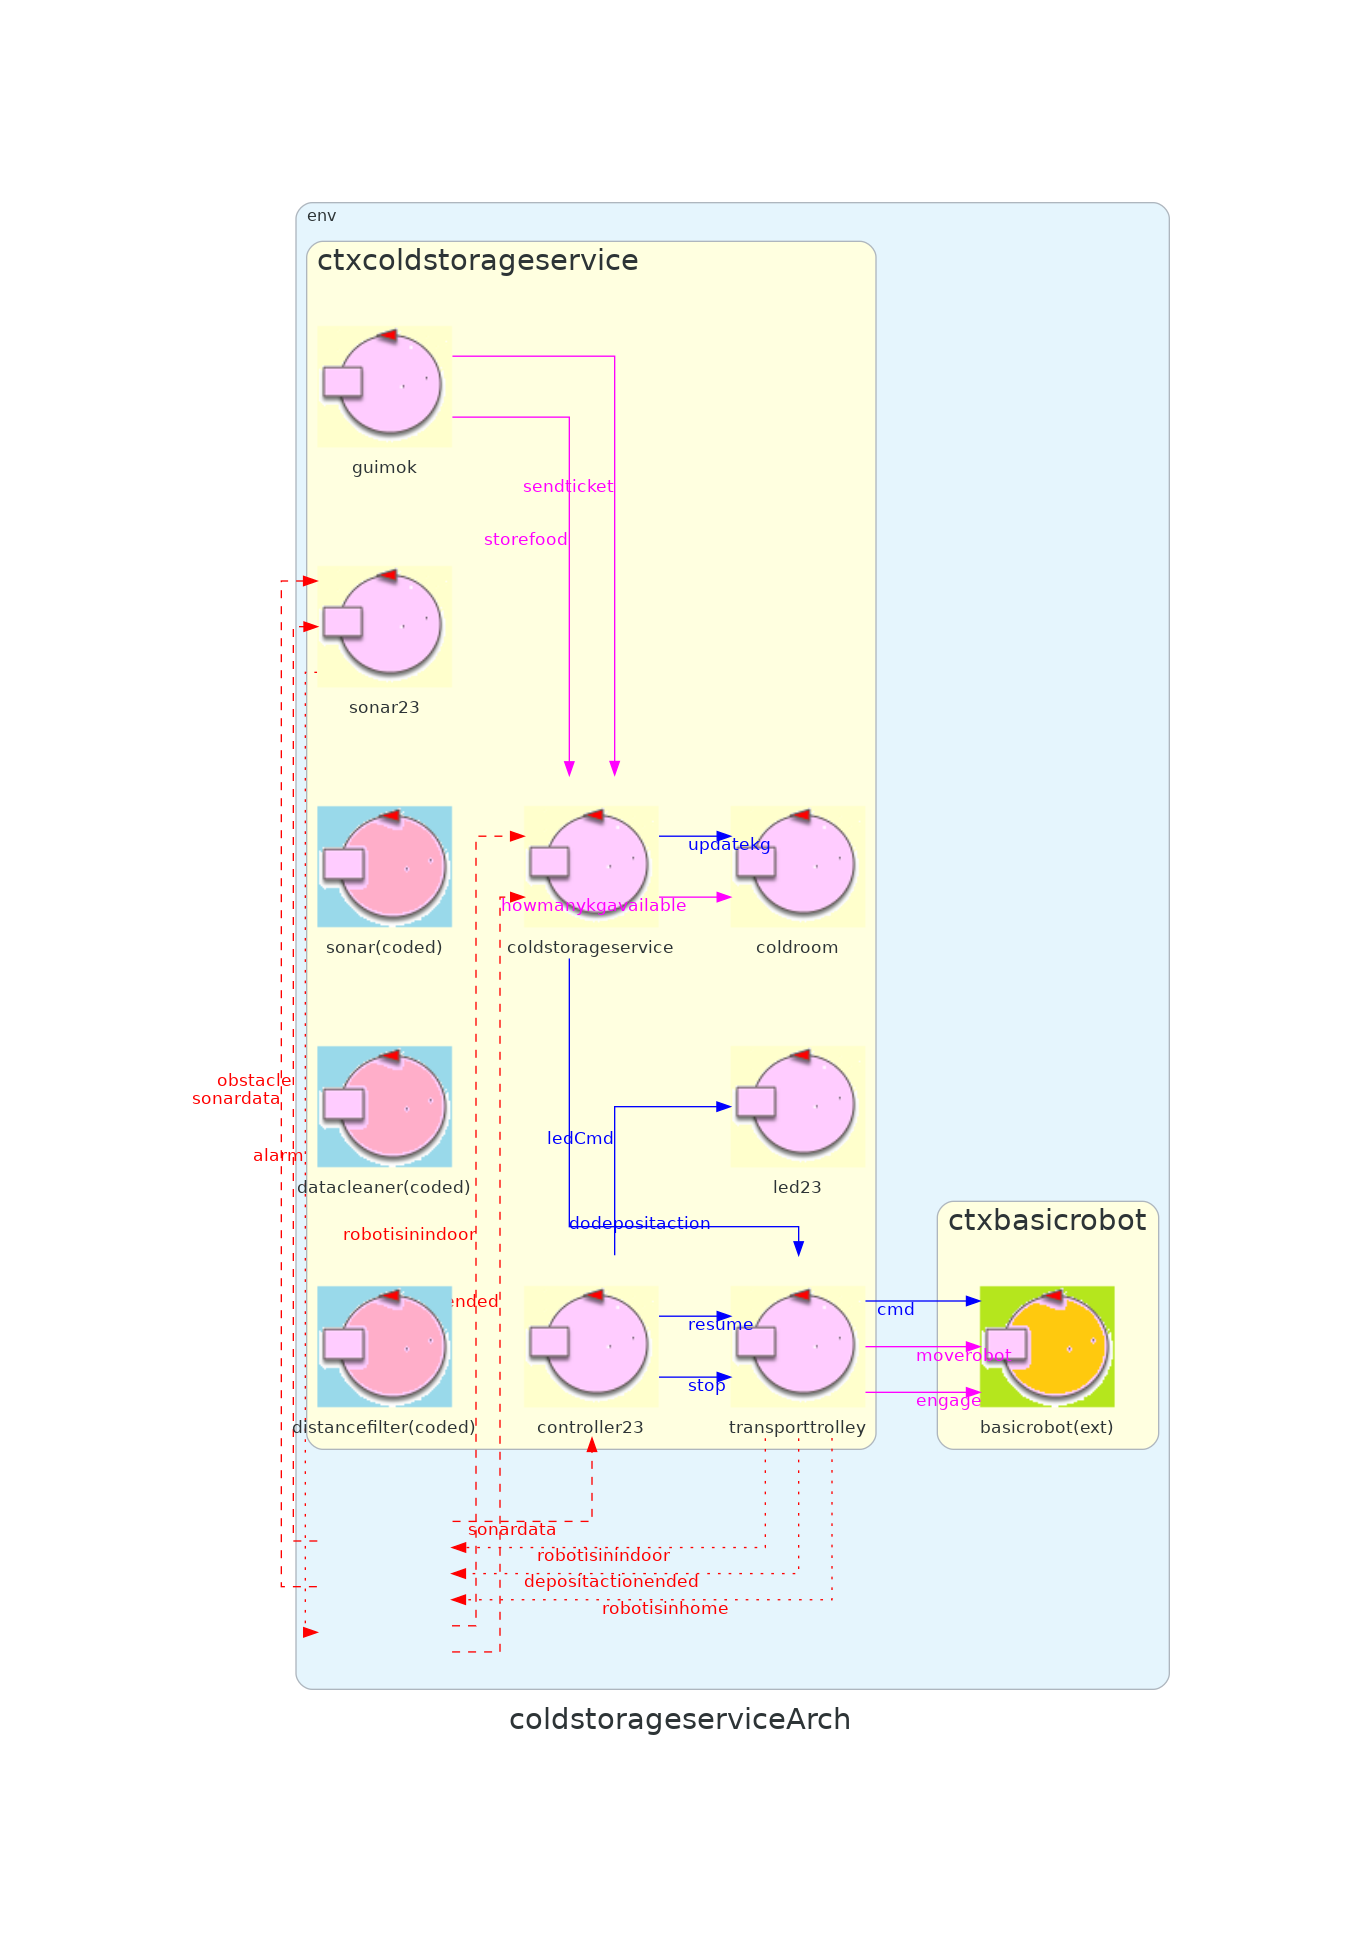 env
ctxcoldstorageservice
guimok
sendticket
storefood
sonar23
updatekg
howmanykgavailable
sonar(coded)
coldstorageservice
coldroom
obstacle
sonardata
ledCmd
alarm
datacleaner(coded)
led23
dodepositaction
ctxbasicrobot
robotisinindoor
ended
cmd
resume
moverobot
stop
engage
distancefilter(coded)
controller23
transporttrolley
basicrobot(ext)
sonardata
robotisinindoor
depositactionended
robotisinhome
coldstorageserviceArch